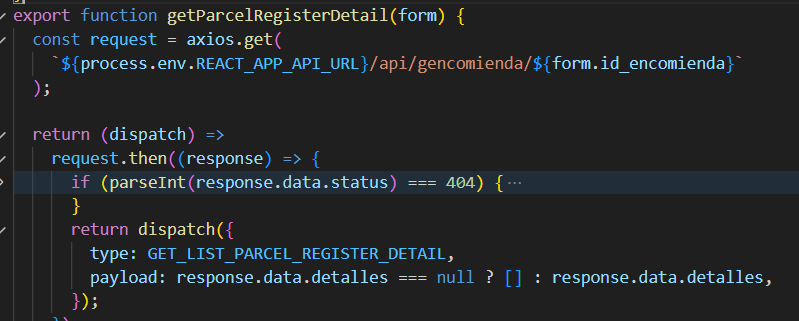 export function getParcelRegisterDetail(form) {
const request = axios.get(
`${process.env.REACT_APP_API_URL}/api/gencomienda/${form.id_encomienda}`
);
return (dispatch) =>
request.then((response) => {
if (parseInt(response.data.status) === 404) { ⋯
}
return dispatch({
type: GET_LIST_PARCEL_REGISTER_DETAIL,
payload: response.data.detalles === null ? [] : response.data.detalles,
});